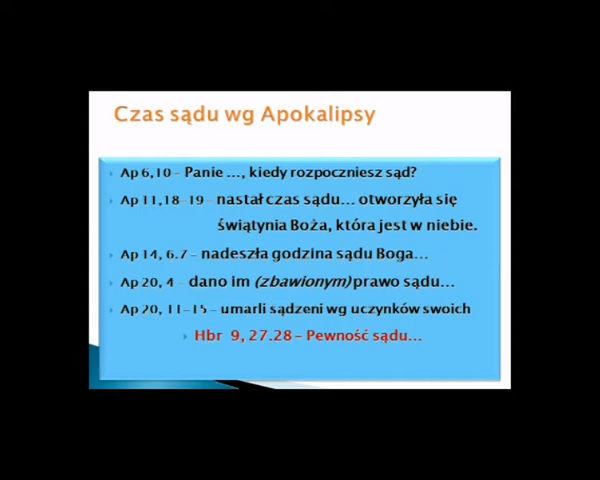 Czas sądu wg Apokalipsy
Ap 6,10 – Panie ..., kiedy rozpoczniesz sąd?
Ap 11,18-19 – nastał czas sądu... otworzyła się
świątynia Boża, która jest w niebie.
Ap 14, 6.7 – nadeszła godzina sądu Boga...
Ap 20, 4 – dano im (zbawionym) prawo sądu...
Ap 20, 11-15 – umarli sądzeni wg uczynków swoich
Hbr 9, 27.28 – Pewność sądu...